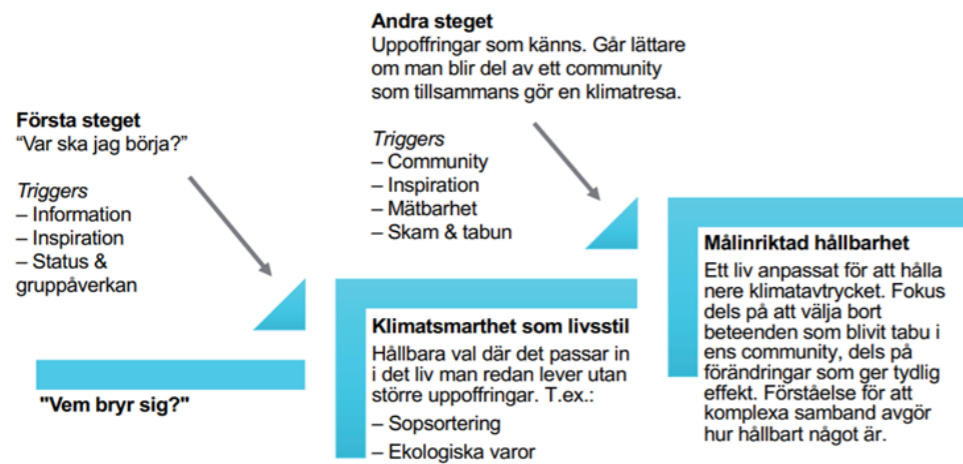 Första steget
“Var ska jag börja?”
Triggers
– Information
– Inspiration
– Status &
gruppåverkan
Andra steget
Uppoffringar som känns. Går lättare
om man blir del av ett community
som tillsammans gör en klimatresa.
Triggers
– Community
– Inspiration
– Mätbarhet
– Skam & tabun
"Vem bryr sig?"
Klimatsmarthet som livsstil
Hållbara val där det passar in
i det liv man redan lever utan
större uppoffringar. T.ex.:
– Sopsortering
– Ekologiska varor
Målinriktad hållbarhet
Ett liv anpassat för att hålla
nere klimatavtrycket. Fokus
dels på att välja bort
beteenden som blivit tabu i
ens community, dels på
förändringar som ger tydlig
effekt. Förståelse för att
komplexa samband avgör
hur hållbart något är.